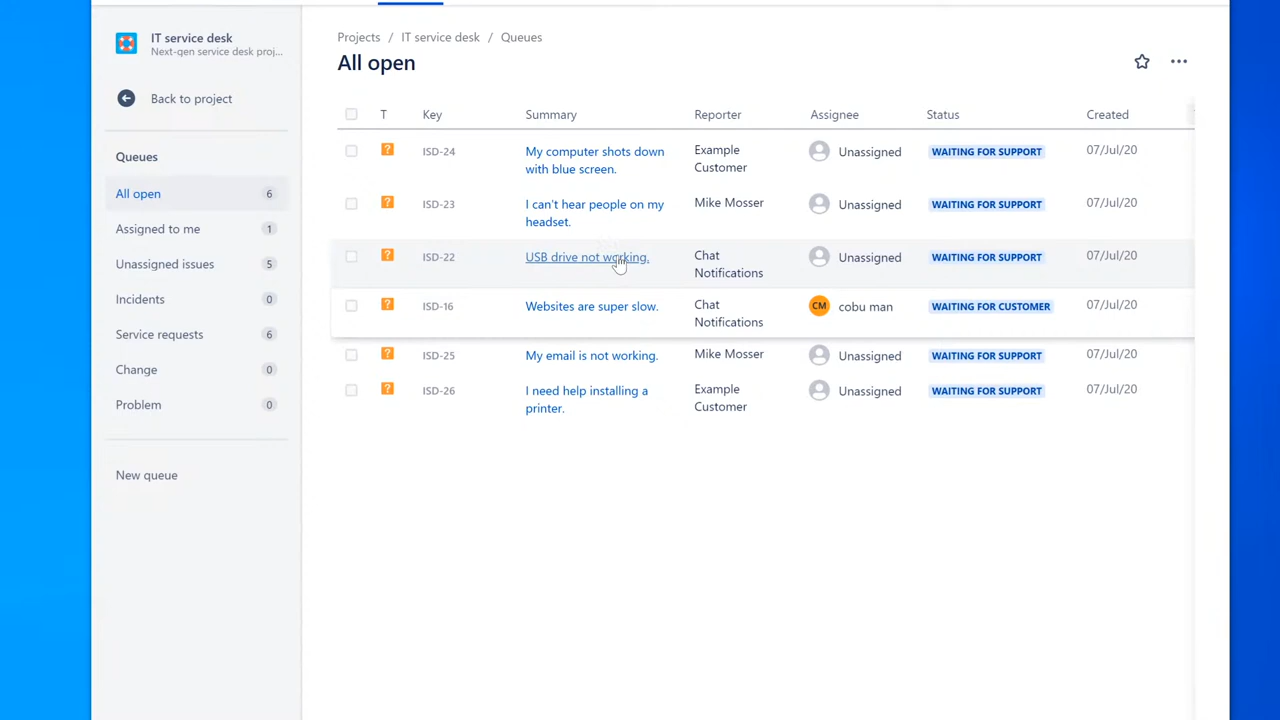 IT service desk
Next-gen service desk proj...
Back to project
Queues
All open 6
Assigned to me 1
Unassigned issues 5
Incidents 0
Service requests 6
Change 0
Problem 0
New queue
Projects / IT service desk / Queues
All open
T Key Summary Reporter Assignee Status Created
? ISD-24 My computer shots down with blue screen. Example Customer Unassigned WAITING FOR SUPPORT 07/Jul/20
? ISD-23 I can't hear people on my headset. Mike Mosser Unassigned WAITING FOR SUPPORT 07/Jul/20
? ISD-22 USB drive not working. Chat Notifications Unassigned WAITING FOR SUPPORT 07/Jul/20
? ISD-16 Websites are super slow. Chat Notifications CM cobu man WAITING FOR CUSTOMER 07/Jul/20
? ISD-25 My email is not working. Mike Mosser Unassigned WAITING FOR SUPPORT 07/Jul/20
? ISD-26 I need help installing a printer. Example Customer Unassigned WAITING FOR SUPPORT 07/Jul/20